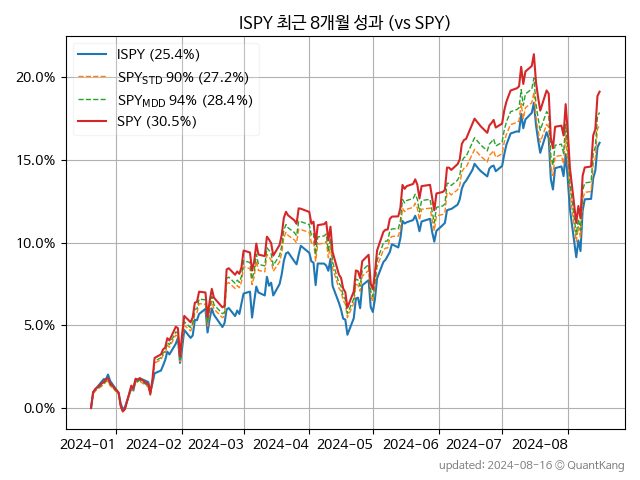 ISPY 최근 8개월 성과 (vs SPY)
ISPY (25.4%)
SPY_STD 90% (27.2%)
SPY_MDD 94% (28.4%)
SPY (30.5%)
20.0%
15.0%
10.0%
5.0%
0.0%
2024-01 2024-02 2024-03 2024-04 2024-05 2024-06 2024-07 2024-08
updated: 2024-08-16 © QuantKang